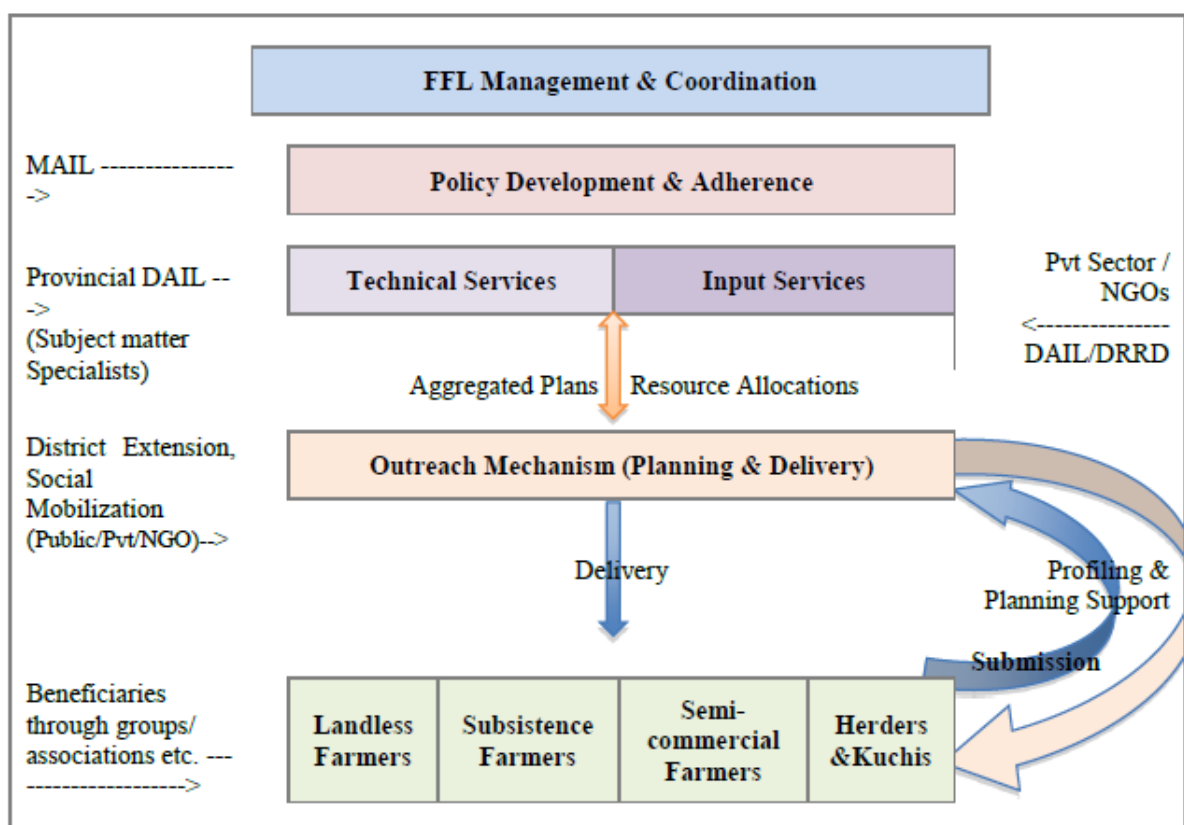 FFL Management & Coordination
MAIL ---------------
->
Policy Development & Adherence
Provincial DAIL --
->
(Subject matter
Specialists)
Technical Services
Input Services
Pvt Sector /
NGOs
<---------------
DAIL/DRRD
Aggregated Plans
Resource Allocations
District Extension,
Social
Mobilization
(Public/Pvt/NGO)-->
Outreach Mechanism (Planning & Delivery)
Delivery
Profiling &
Planning Support
Submission
Beneficiaries
through groups/
associations etc. ---
------------------>
Landless
Farmers
Subsistence
Farmers
Semi-
commercial
Farmers
Herders
&Kuchis